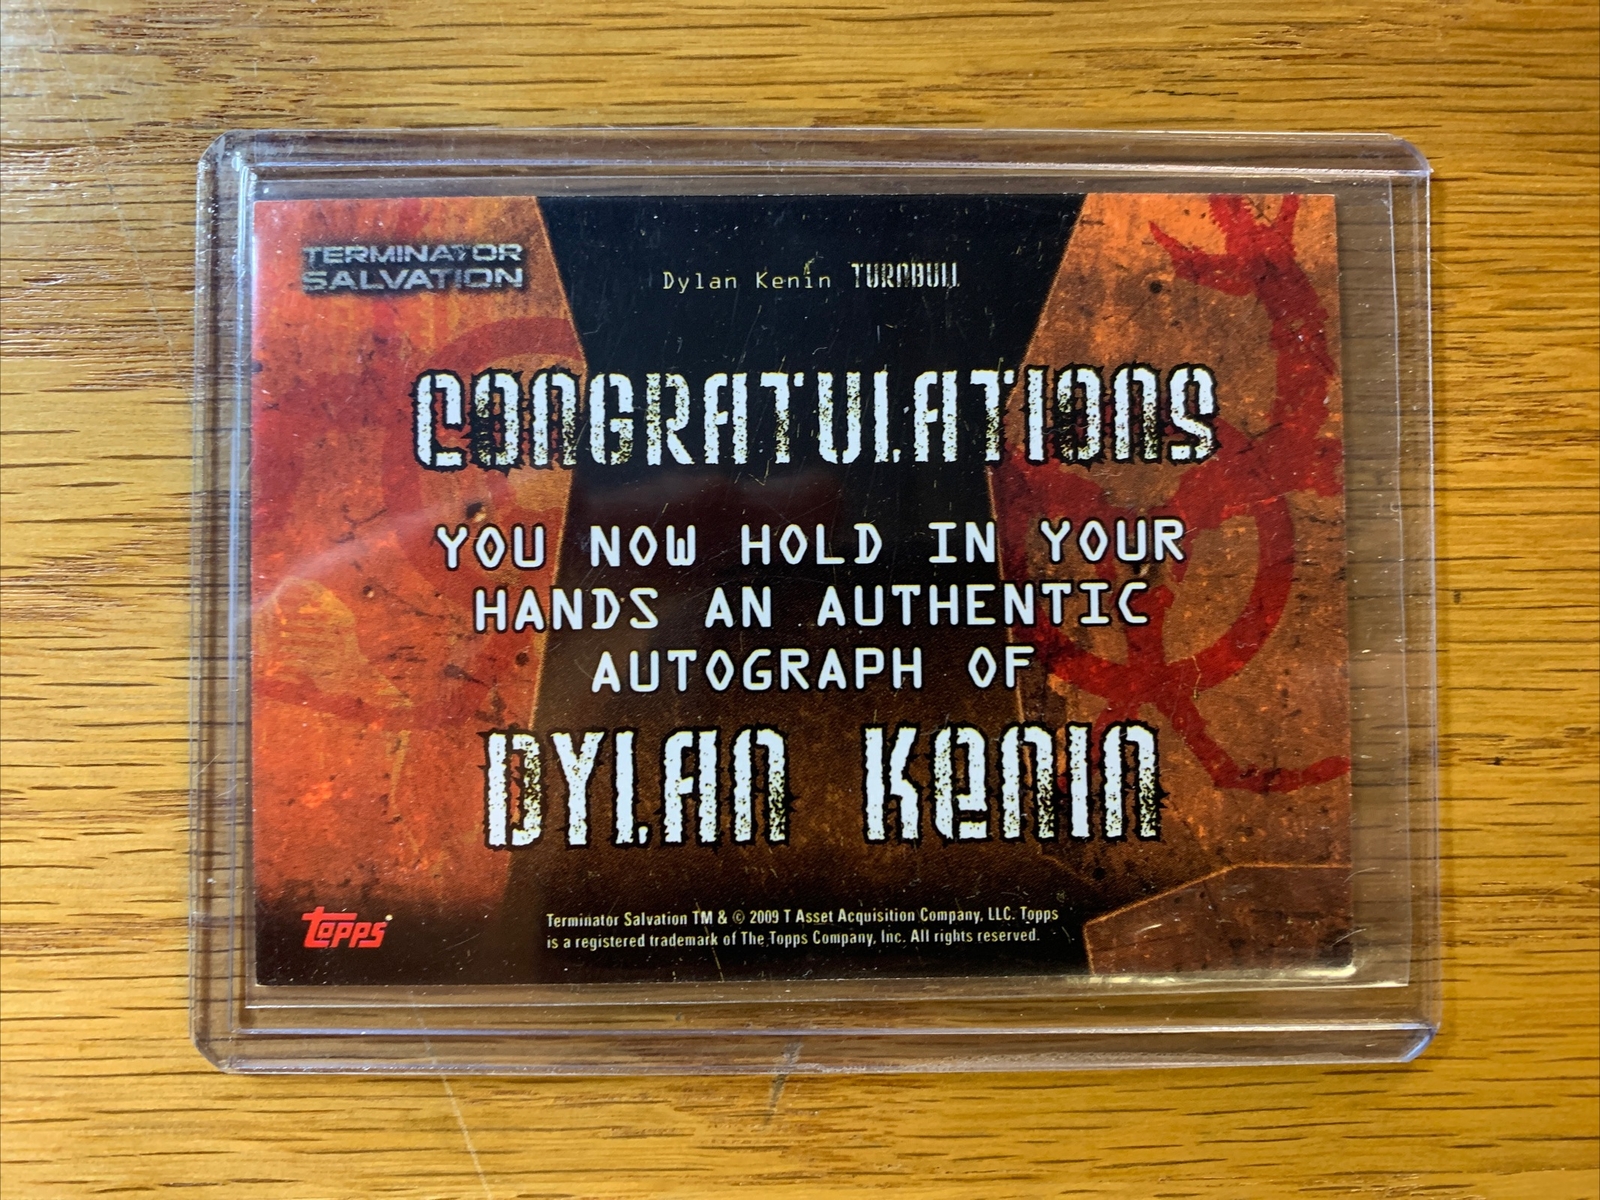 TERMINATOR
SALVATION
Dylan Kenin TURNBULL
CONGRATULATIONS
YOU NOW HOLD IN YOUR
HANDS AN AUTHENTIC
AUTOGRAPH OF
DYLAN KENIN
Topps
Terminator Salvation TM & © 2009 T Asset Acquisition Company, LLC. Topps
is a registered trademark of The Topps Company, Inc. All rights reserved.